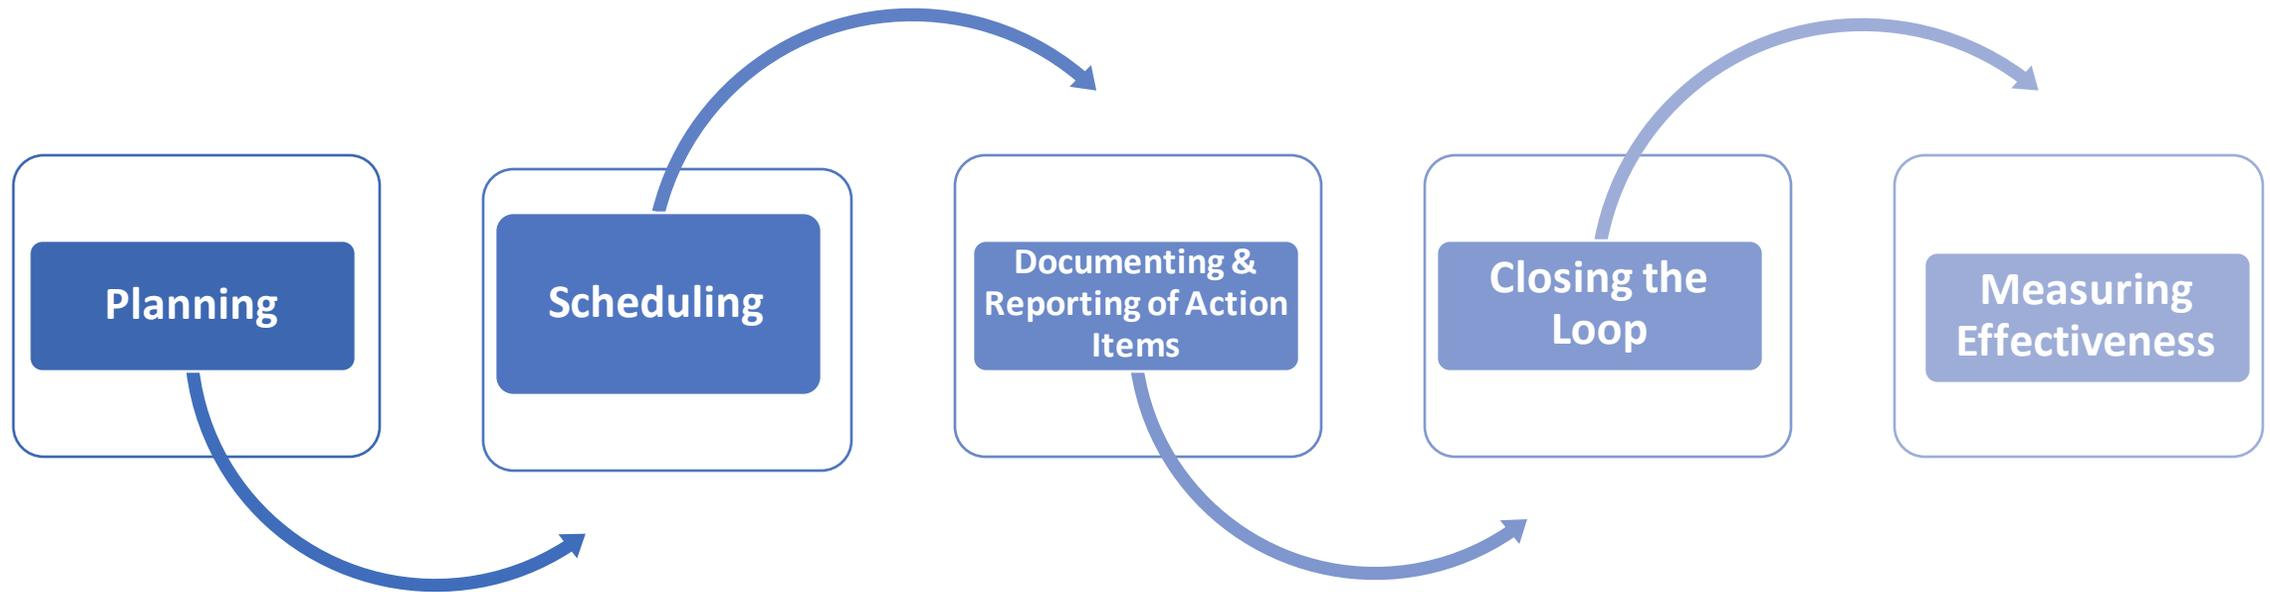 Planning
Scheduling
Documenting &
Reporting of Action
Items
Closing the
Loop
Measuring
Effectiveness